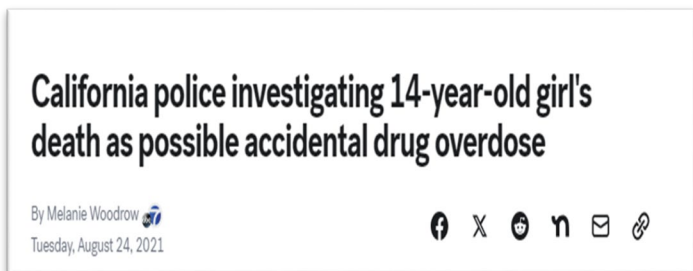 California police investigating 14-year-old girl's
death as possible accidental drug overdose
By Melanie Woodrow
Tuesday, August 24, 2021